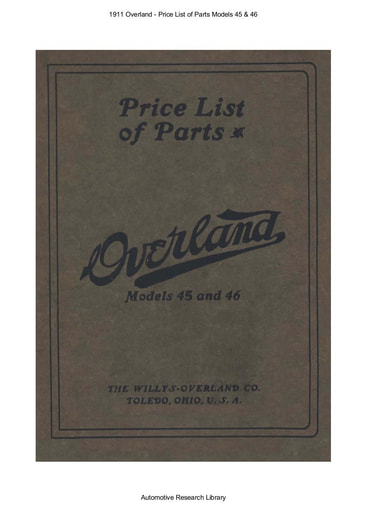 1911 Overland - Price List of Parts Models 45 & 46
Price List
of Parts
Overland
Models 45 and 46
THE WILLYS-OVERLAND CO.
TOLEDO, OHIO, U. S. A.
Automotive Research Library